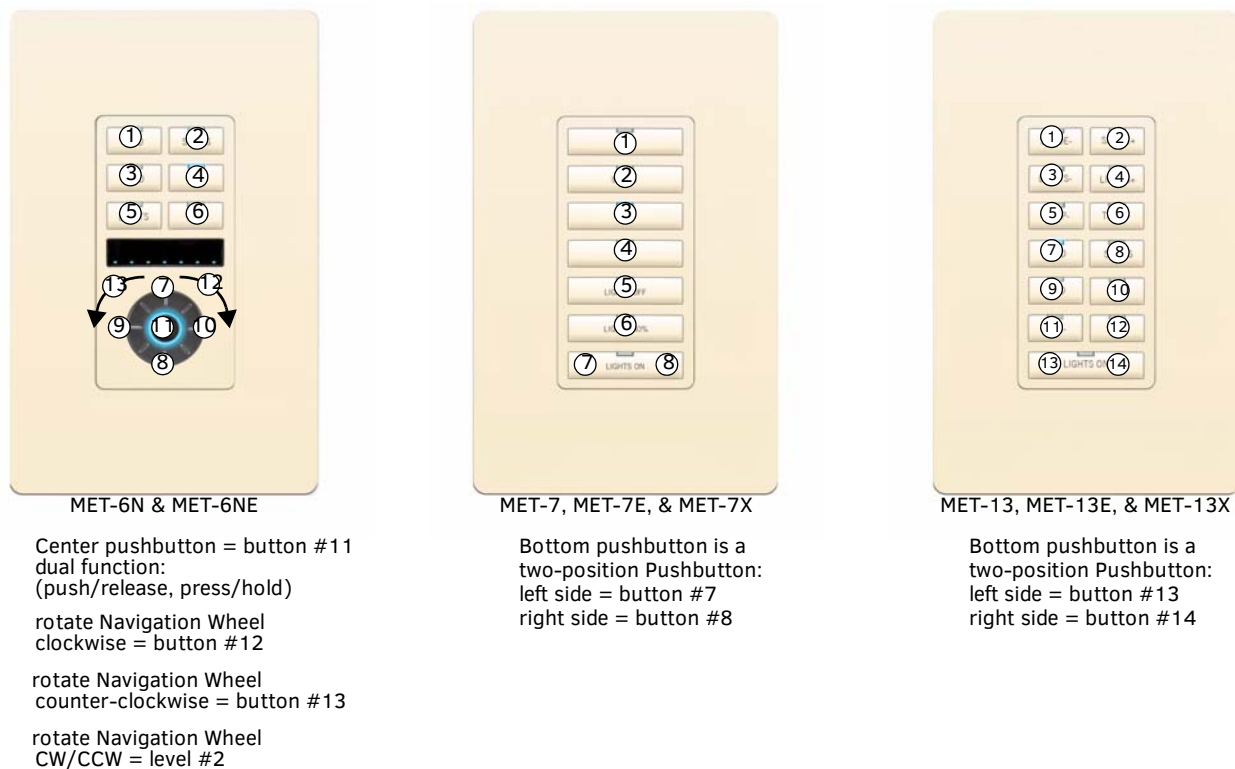 1 2
3 4
5 6
13 7 12
9 11 10
8
MET-6N & MET-6NE
Center pushbutton = button #11
dual function:
(push/release, press/hold)
rotate Navigation Wheel
clockwise = button #12
rotate Navigation Wheel
counter-clockwise = button #13
rotate Navigation Wheel
CW/CCW = level #2
1
2
3
4
5
6
7 LIGHTS ON 8
MET-7, MET-7E, & MET-7X
Bottom pushbutton is a
two-position Pushbutton:
left side = button #7
right side = button #8
1 2
3 4
5 6
7 8
9 10
11 12
13 LIGHTS 14
MET-13, MET-13E, & MET-13X
Bottom pushbutton is a
two-position Pushbutton:
left side = button #13
right side = button #14